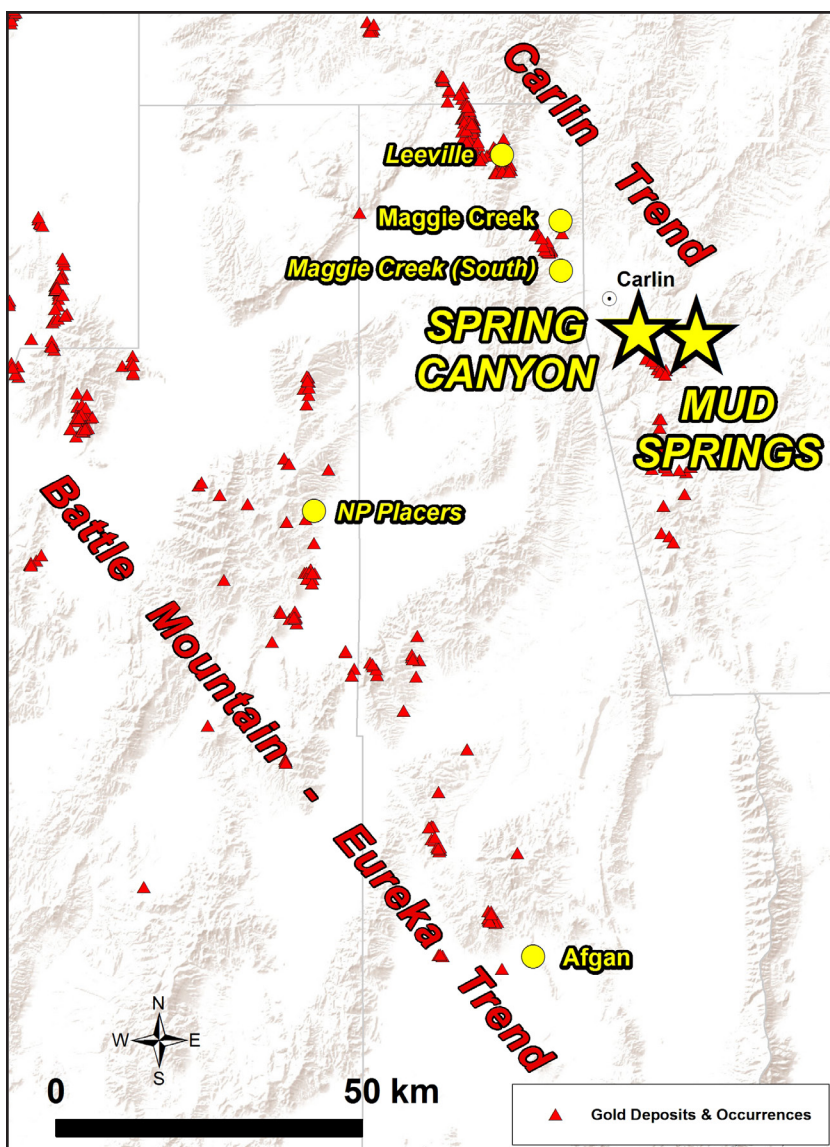 Carlin Trend
Leeville
Maggie Creek
Maggie Creek (South)
Carlin
SPRING
CANYON
MUD
SPRINGS
NP Placers
Battle Mountain - Eureka Trend
Afgan
N
W E
S
0 50 km
Gold Deposits & Occurrences